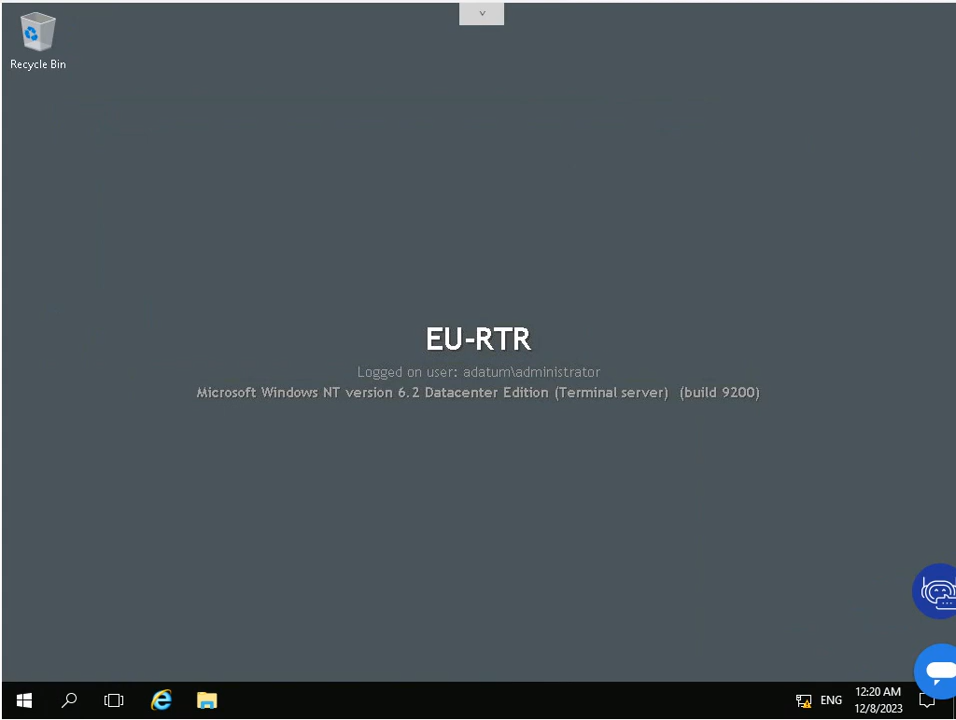 Recycle Bin
EU-RTR
Logged on user: adatum\administrator
Microsoft Windows NT version 6.2 Datacenter Edition (Terminal server) (build 9200)
ENG
12:20 AM
12/8/2023